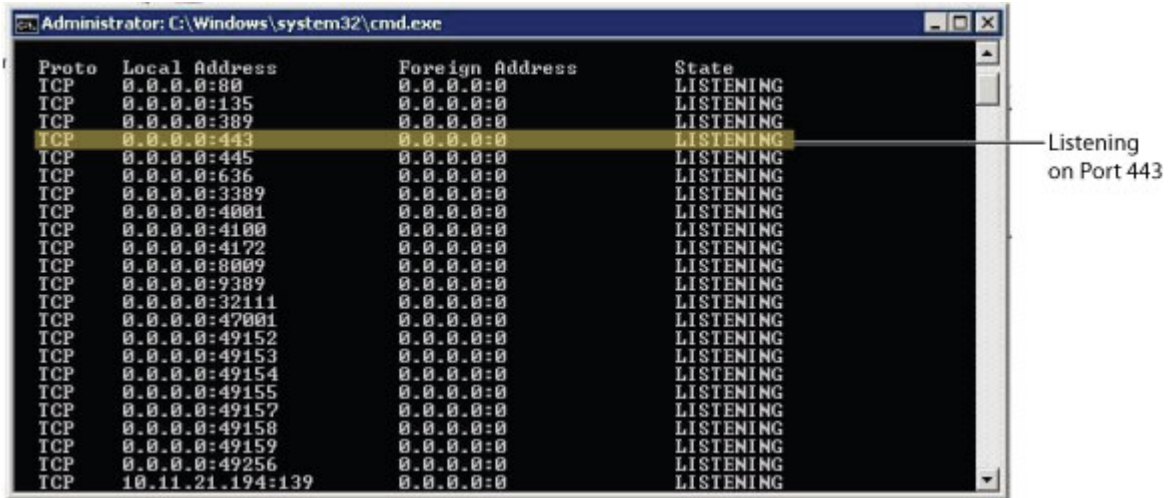 Administrator: C:\Windows\system32\cmd.exe
Proto Local Address Foreign Address State
TCP 0.0.0.0:80 0.0.0.0:0 LISTENING
TCP 0.0.0.0:135 0.0.0.0:0 LISTENING
TCP 0.0.0.0:389 0.0.0.0:0 LISTENING
TCP 0.0.0.0:443 0.0.0.0:0 LISTENING
TCP 0.0.0.0:445 0.0.0.0:0 LISTENING
TCP 0.0.0.0:636 0.0.0.0:0 LISTENING
TCP 0.0.0.0:3389 0.0.0.0:0 LISTENING
TCP 0.0.0.0:4001 0.0.0.0:0 LISTENING
TCP 0.0.0.0:4100 0.0.0.0:0 LISTENING
TCP 0.0.0.0:4172 0.0.0.0:0 LISTENING
TCP 0.0.0.0:8009 0.0.0.0:0 LISTENING
TCP 0.0.0.0:9389 0.0.0.0:0 LISTENING
TCP 0.0.0.0:32111 0.0.0.0:0 LISTENING
TCP 0.0.0.0:47001 0.0.0.0:0 LISTENING
TCP 0.0.0.0:49152 0.0.0.0:0 LISTENING
TCP 0.0.0.0:49153 0.0.0.0:0 LISTENING
TCP 0.0.0.0:49154 0.0.0.0:0 LISTENING
TCP 0.0.0.0:49155 0.0.0.0:0 LISTENING
TCP 0.0.0.0:49157 0.0.0.0:0 LISTENING
TCP 0.0.0.0:49158 0.0.0.0:0 LISTENING
TCP 0.0.0.0:49159 0.0.0.0:0 LISTENING
TCP 0.0.0.0:49256 0.0.0.0:0 LISTENING
TCP 10.11.21.194:139 0.0.0.0:0 LISTENING
Listening
on Port 443